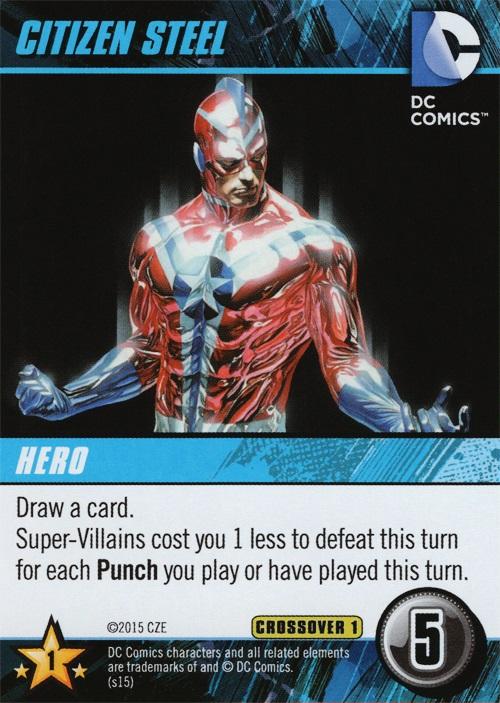 CITIZEN STEEL
DC
DC
COMICS™
HERO
Draw a card.
Super-Villains cost you 1 less to defeat this turn
for each Punch you play or have played this turn.
©2015 CZE
CROSSOVER 1
5
1
DC Comics characters and all related elements
are trademarks of and © DC Comics.
(s15)